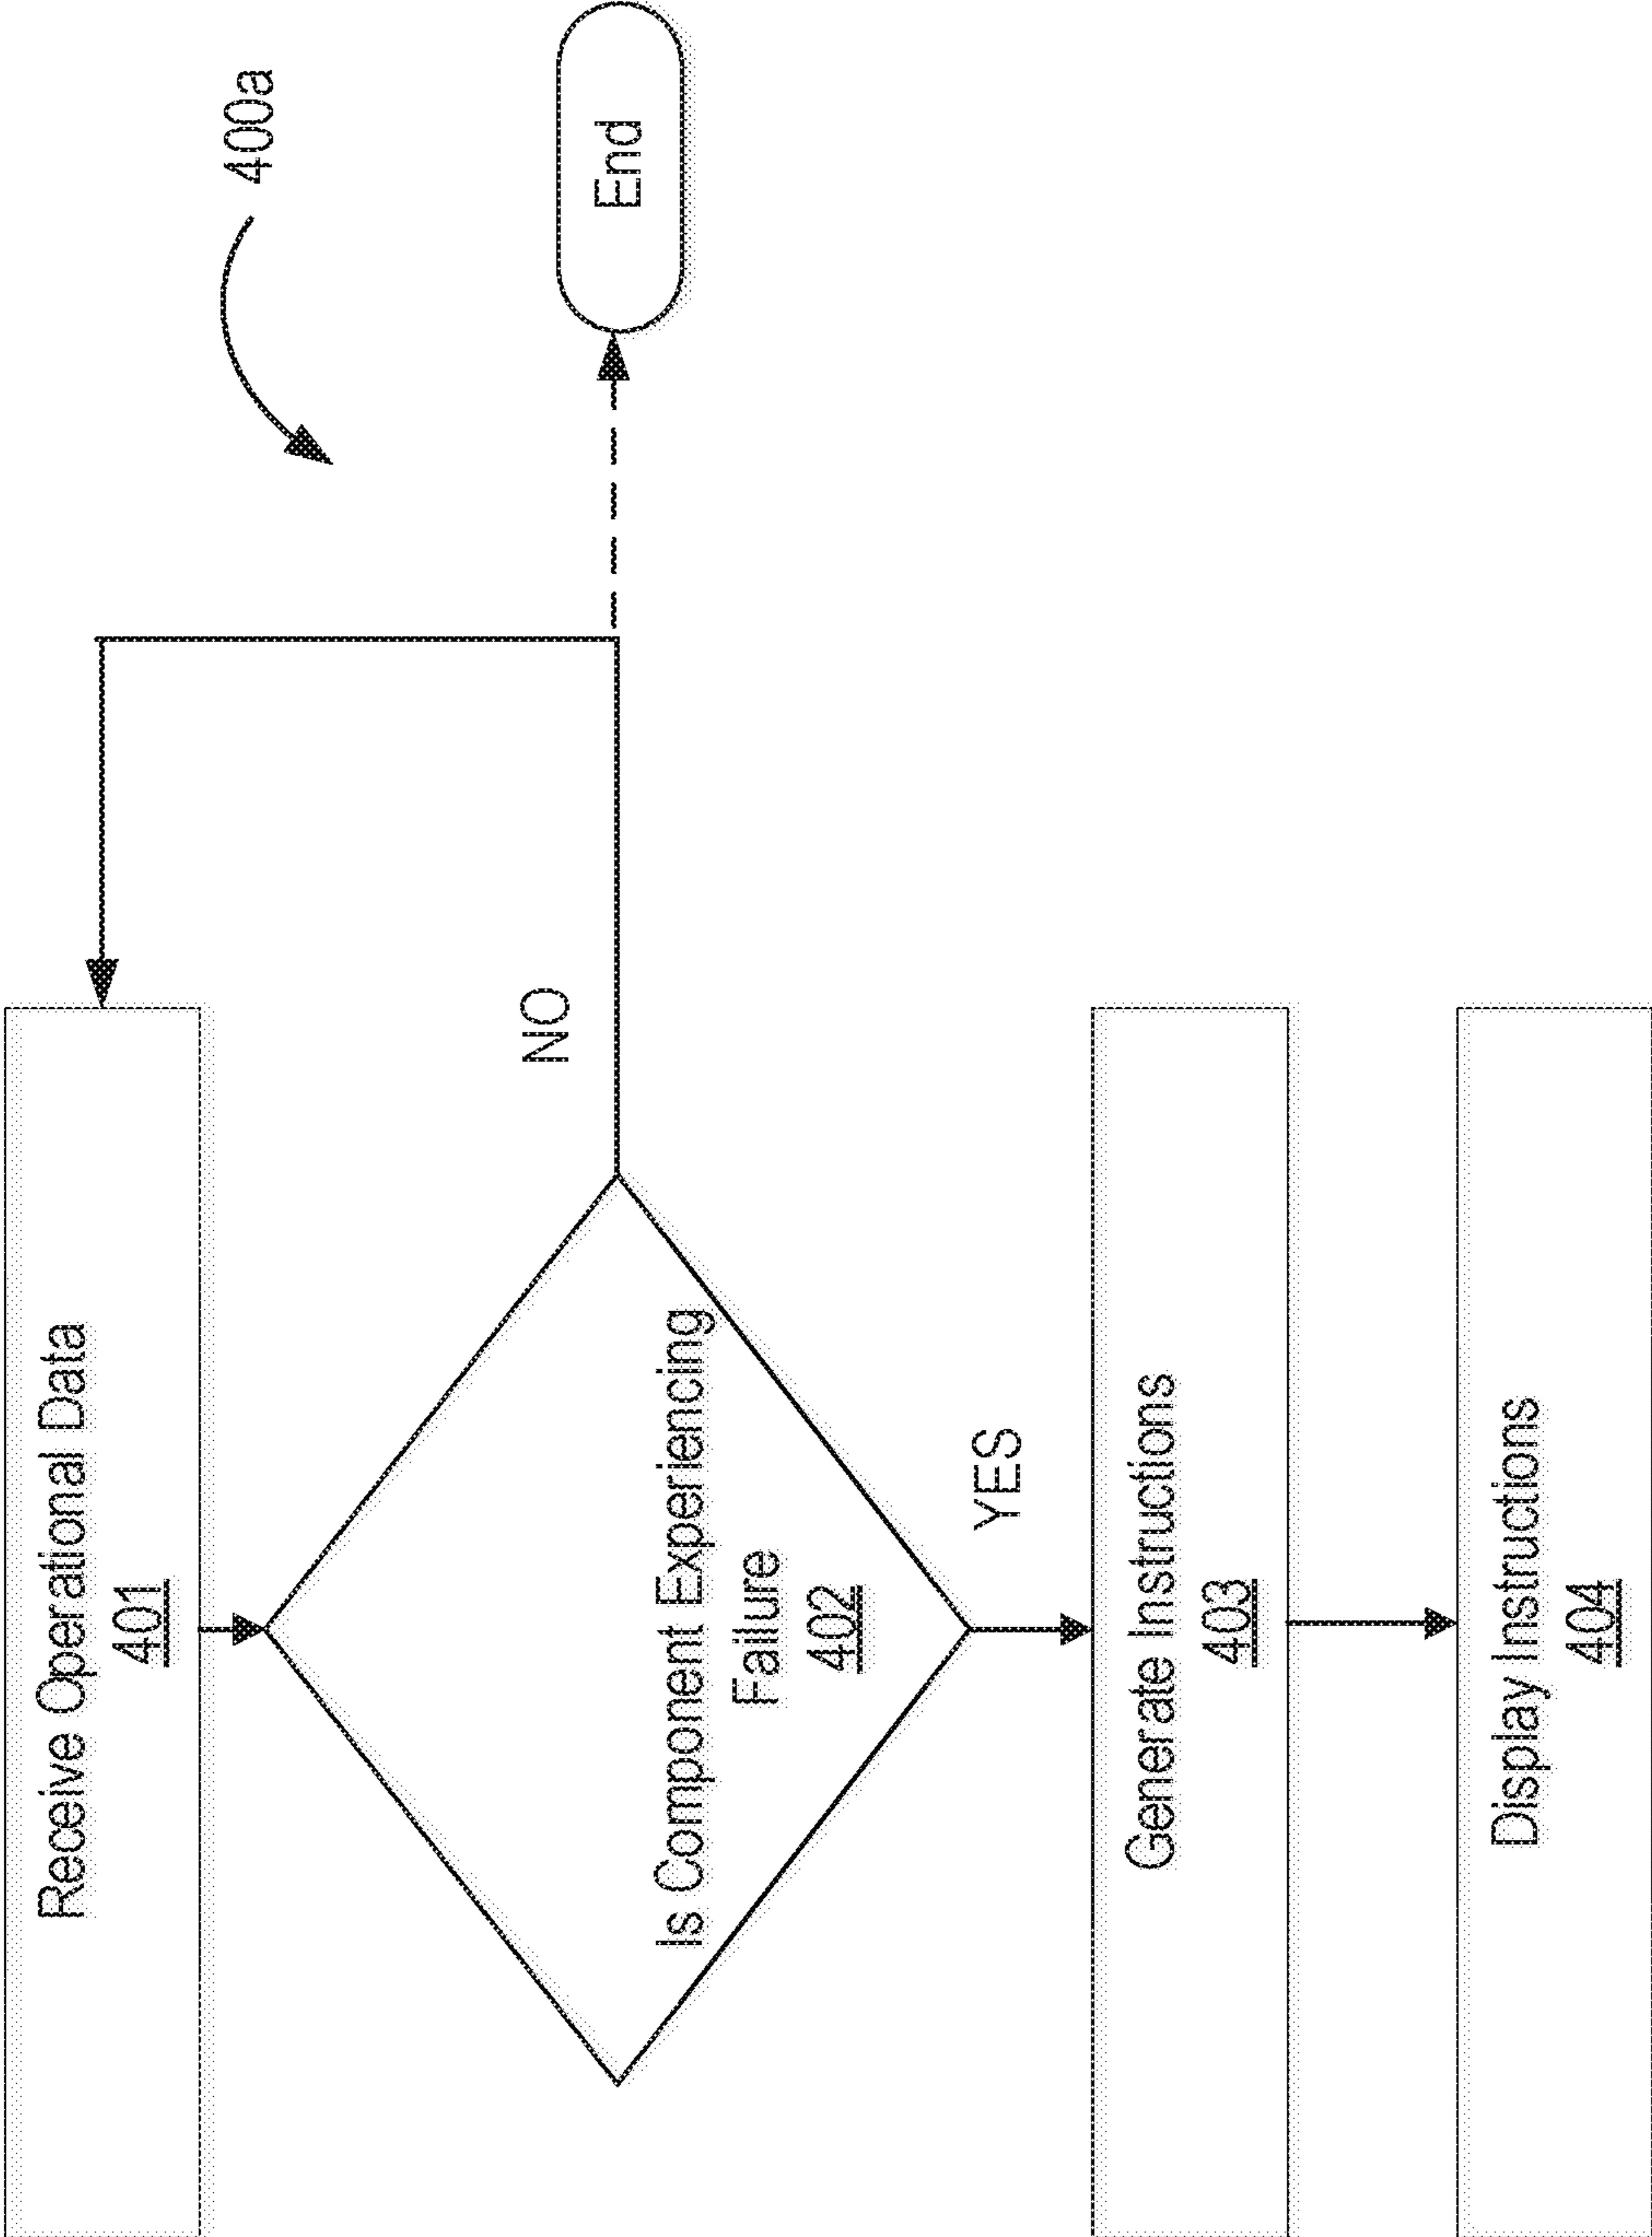 400a
Receive Operational Data
401
Is Component Experiencing
Failure
402
NO
End
YES
Generate Instructions
403
Display Instructions
404